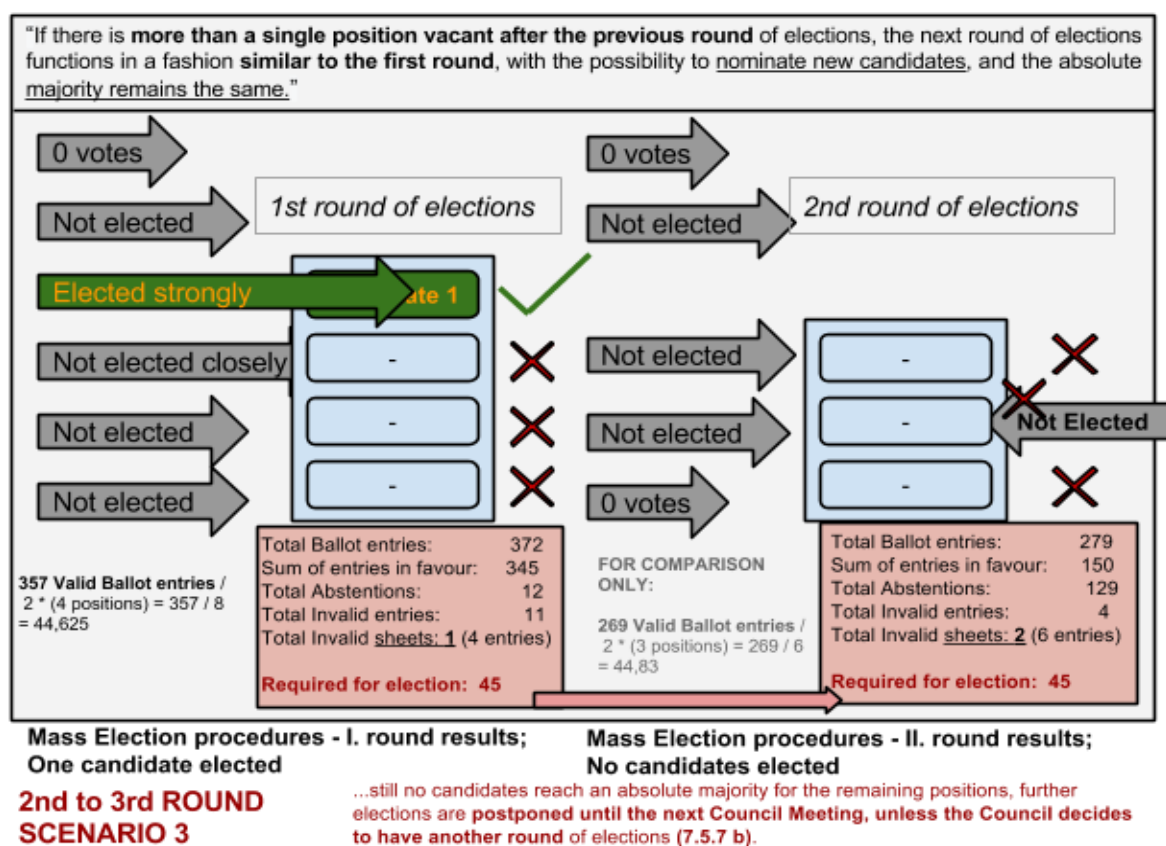 “If there is more than a single position vacant after the previous round of elections, the next round of elections
functions in a fashion similar to the first round, with the possibility to nominate new candidates, and the absolute
majority remains the same.”
0 votes
Not elected
1st round of elections
Elected strongly
ate 1
Not elected closely
-
Not elected
-
Not elected
-
357 Valid Ballot entries /
2 * (4 positions) = 357 / 8
= 44,625
Total Ballot entries: 372
Sum of entries in favour: 345
Total Abstentions: 12
Total Invalid entries: 11
Total Invalid sheets: 1 (4 entries)
Required for election: 45
0 votes
Not elected
2nd round of elections
Not elected
-
Not elected
-
Not Elected
0 votes
-
FOR COMPARISON
ONLY:
269 Valid Ballot entries /
2 * (3 positions) = 269 / 6
= 44,83
Total Ballot entries: 279
Sum of entries in favour: 150
Total Abstentions: 129
Total Invalid entries: 4
Total Invalid sheets: 2 (6 entries)
Required for election: 45
Mass Election procedures - I. round results;
One candidate elected
Mass Election procedures - II. round results;
No candidates elected
2nd to 3rd ROUND
SCENARIO 3
...still no candidates reach an absolute majority for the remaining positions, further
elections are postponed until the next Council Meeting, unless the Council decides
to have another round of elections (7.5.7 b).